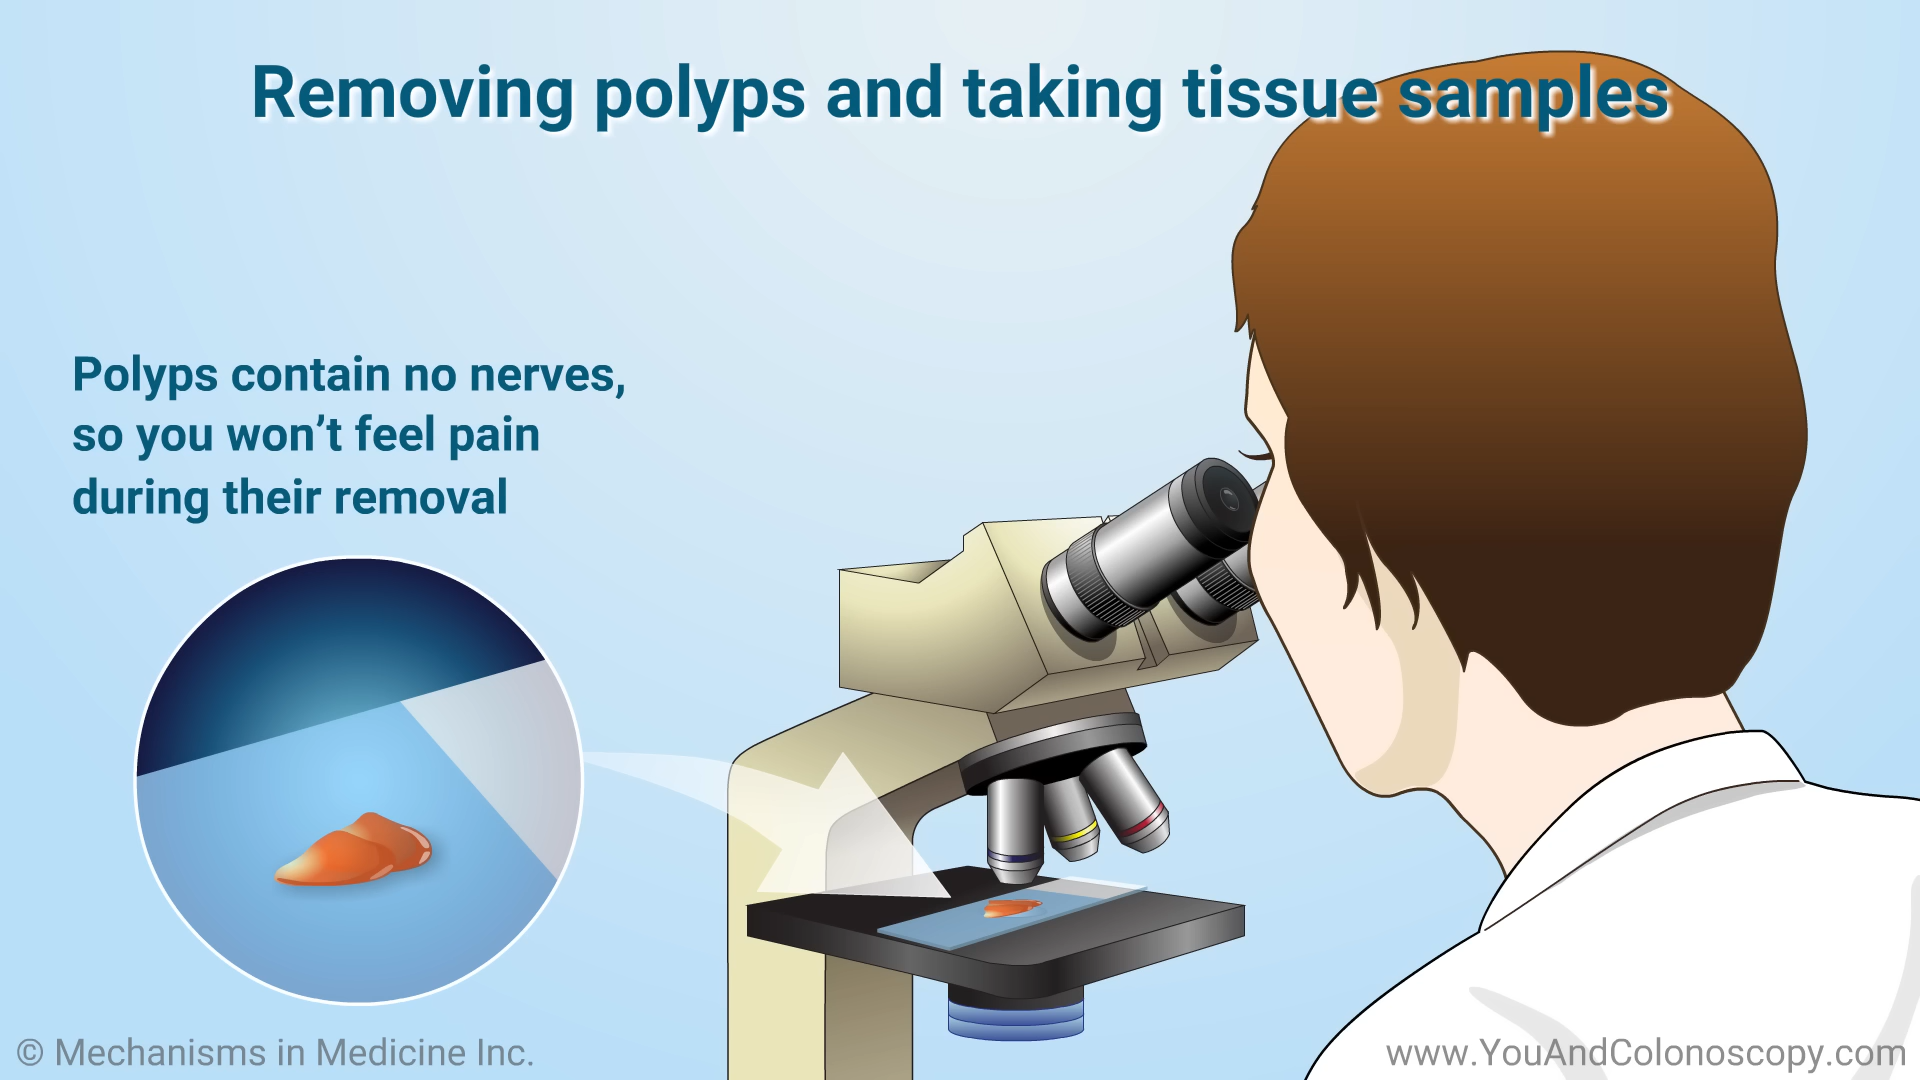 Removing polyps and taking tissue samples
Polyps contain no nerves,
so you won’t feel pain
during their removal
© Mechanisms in Medicine Inc.
www.YouAndColonoscopy.com